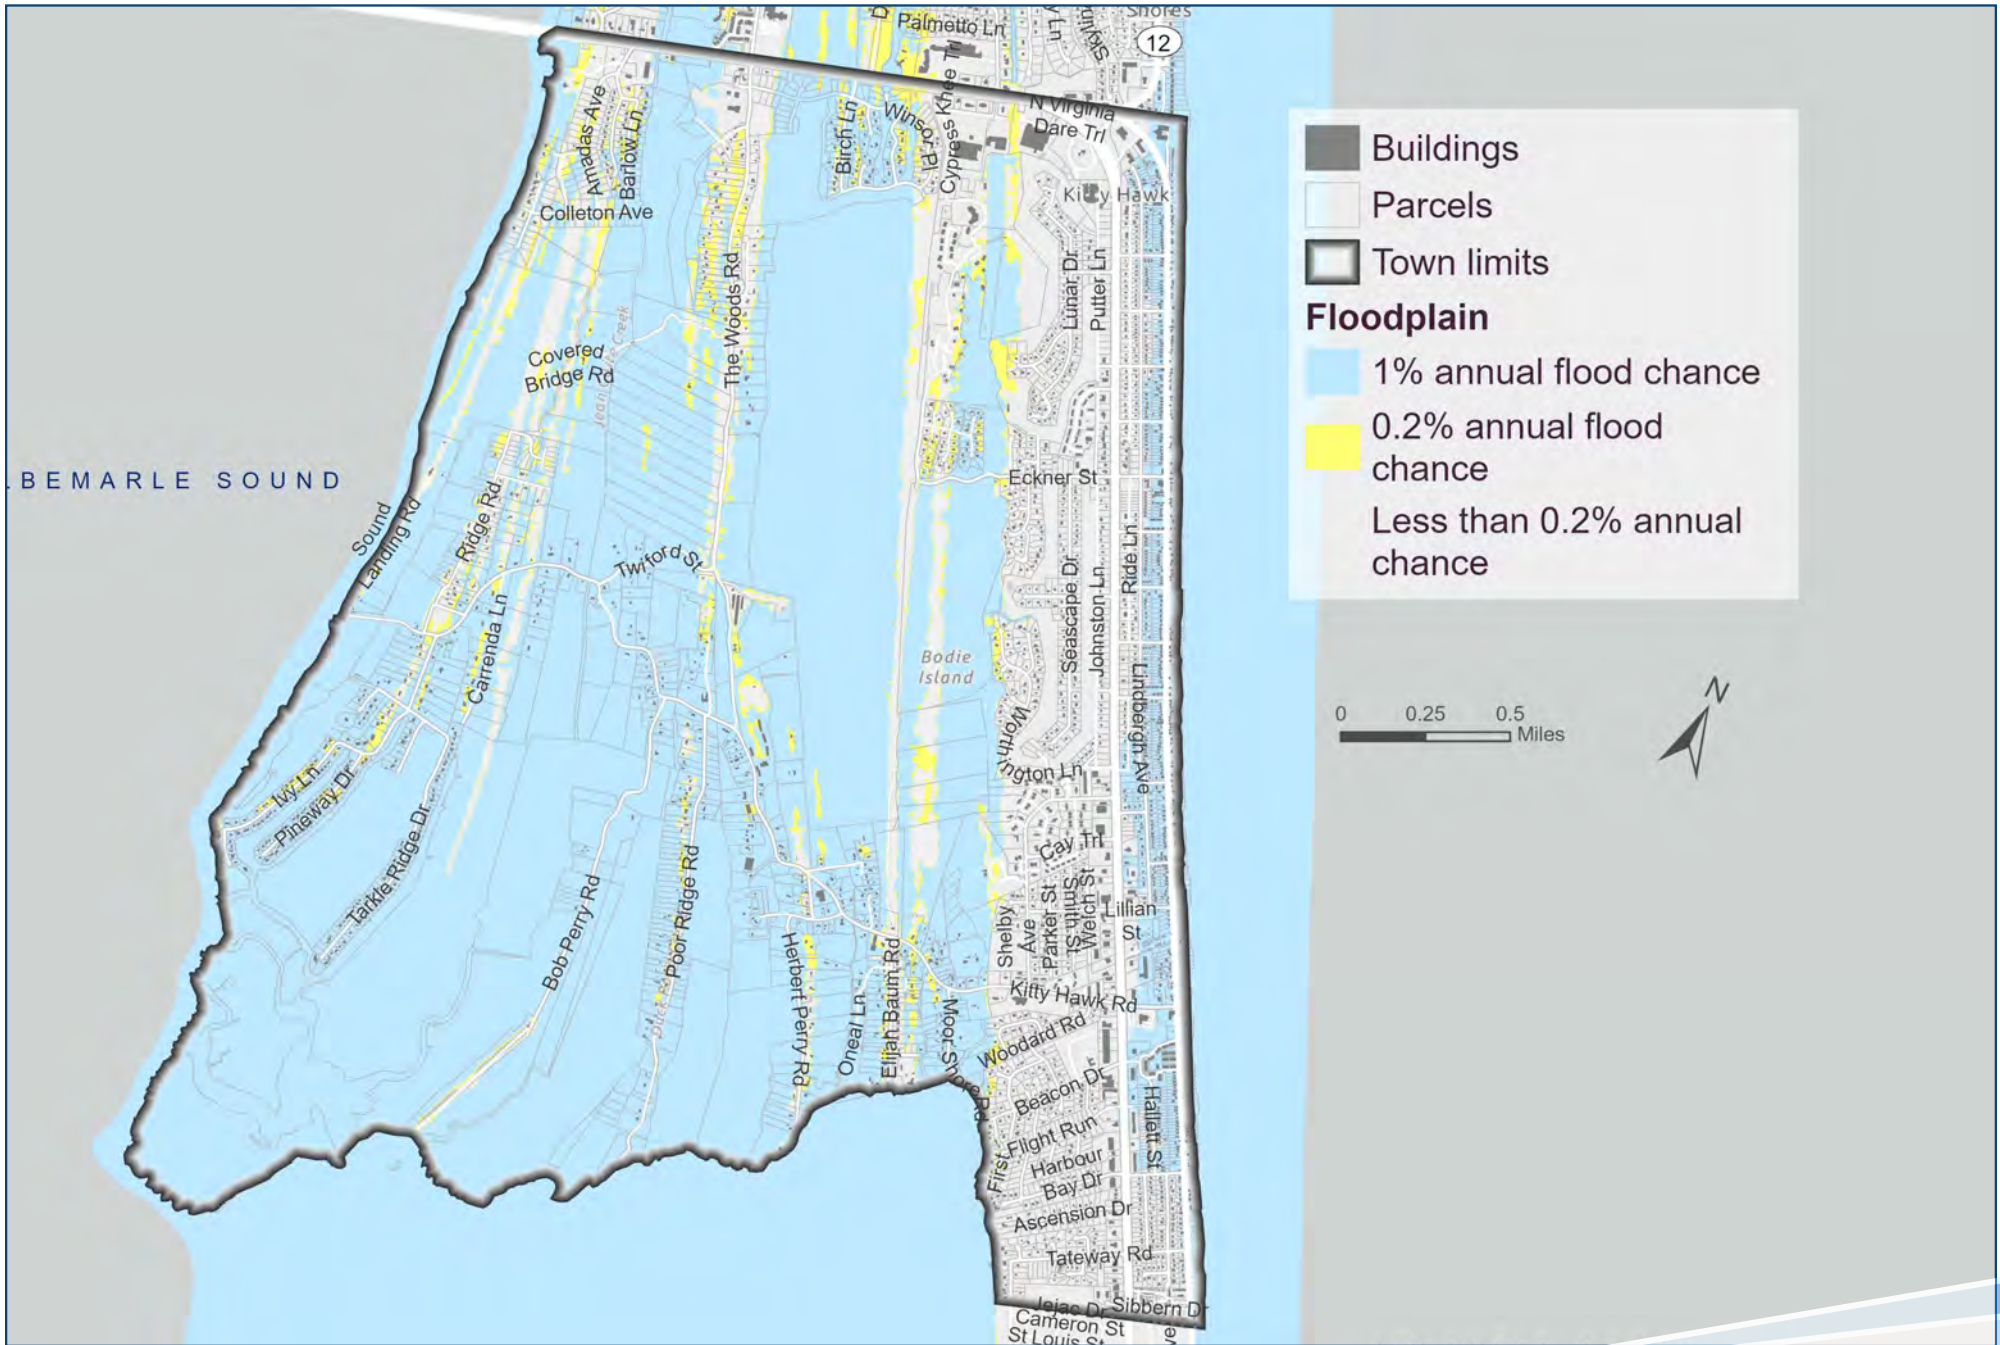 Palmetto Ln
Shores
12
Cypress Knee Trl
N Virginia
Dare Trl
Amadas Ave
Barlow Ln
Birch Ln
Winsor Pl
Colleton Ave
Kitty Hawk
The Woods Rd
Lunar Dr
Putter Ln
Covered
Bridge Rd
Creek
BEMARLE SOUND
Sound
Landing Rd
Ridge Rd
Eckner St
Twiford St
Ride Ln
Seascape Dr
Johnston Ln
Carrenda Ln
Bodie
Island
Lindbergh Ave
Worthington Ln
Ivy Ln
Pineway Dr
Tarkle Ridge Dr
Cay Trl
Bob Perry Rd
Poor Ridge Rd
Shelby
Ave
Parker St
Smith St
Welch St
Lillian
St
Herbert Perry Rd
Oneal Ln
Elijah Baum Rd
Moor Shore Rd
Kitty Hawk Rd
Woodard Rd
Beacon Dr
Hallett St
First
Flight Run
Harbour
Bay Dr
Ascension Dr
Tateway Rd
Jejac Dr
Sibbern Dr
Cameron St
St Louis St
Buildings
Parcels
Town limits
Floodplain
1% annual flood chance
0.2% annual flood
chance
Less than 0.2% annual
chance
0 0.25 0.5
Miles
N